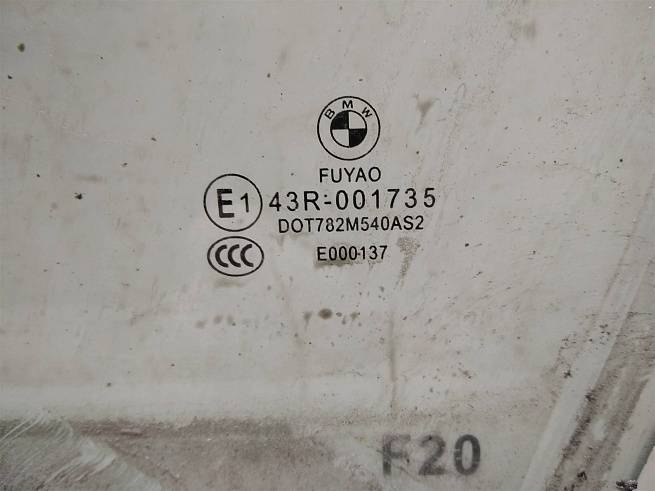 BMW
FUYAO
E1 43R-001735
DOT782M540AS2
CCC E000137
F20